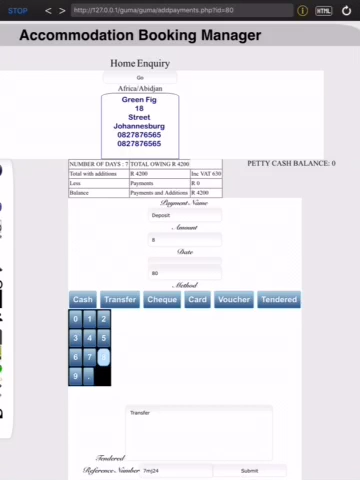 STOP < > http://127.0.0.1/guma/guma/addpayments.php?id=80 HTML
Accommodation Booking Manager
Home Enquiry
Go
Africa/Abidjan
Green Fig
18
Street
Johannesburg
0827876565
0827876565
NUMBER OF DAYS : 7 TOTAL OWING R 4200
PETTY CASH BALANCE: 0
Total with additions R 4200 Inc VAT 630
Less Payments R 0
Balance Payments and Additions R 4200
Payment Name
Deposit
Amount
8
Date
80
Method
Cash Transfer Cheque Card Voucher Tendered
0 1 2
3 4 5
6 7
9 .
Transfer
Tendered
Reference Number 7mj24 Submit